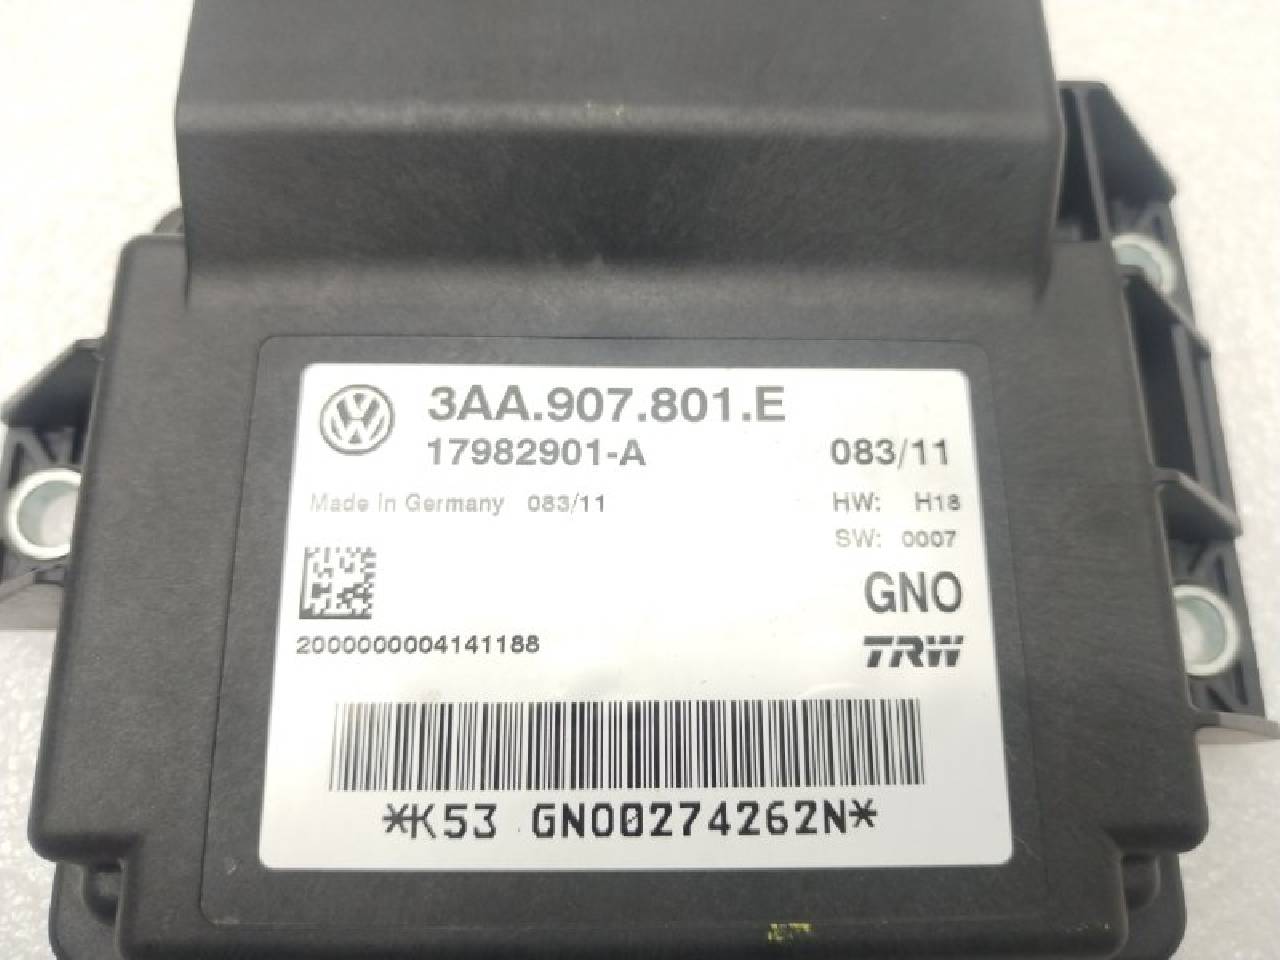 3AA.907.801.E
17982901-A 083/11
Made in Germany 083/11 HW: H18
SW: 0007
GNO
2000000004141188 TRW
*K53 GNO0274262N*